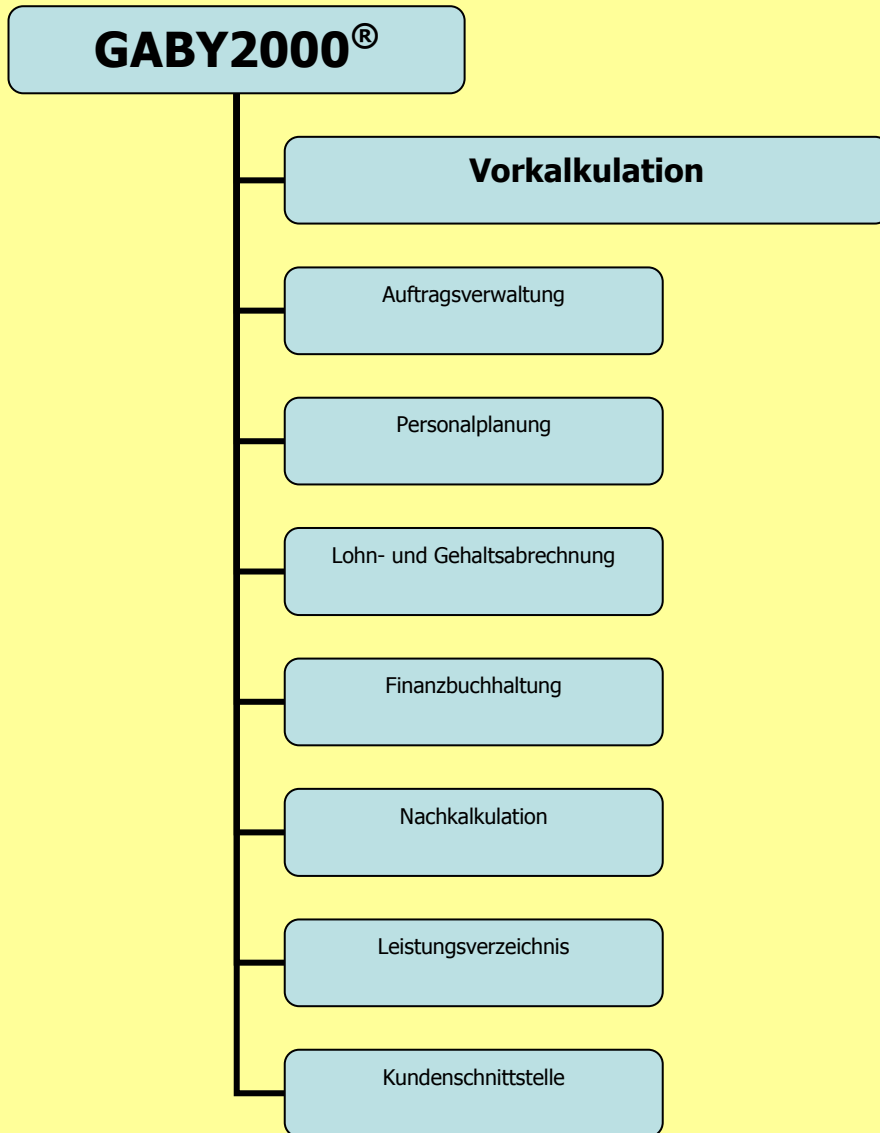 GABY2000®
Vorkalkulation
Auftragsverwaltung
Personalplanung
Lohn- und Gehaltsabrechnung
Finanzbuchhaltung
Nachkalkulation
Leistungsverzeichnis
Kundenschnittstelle